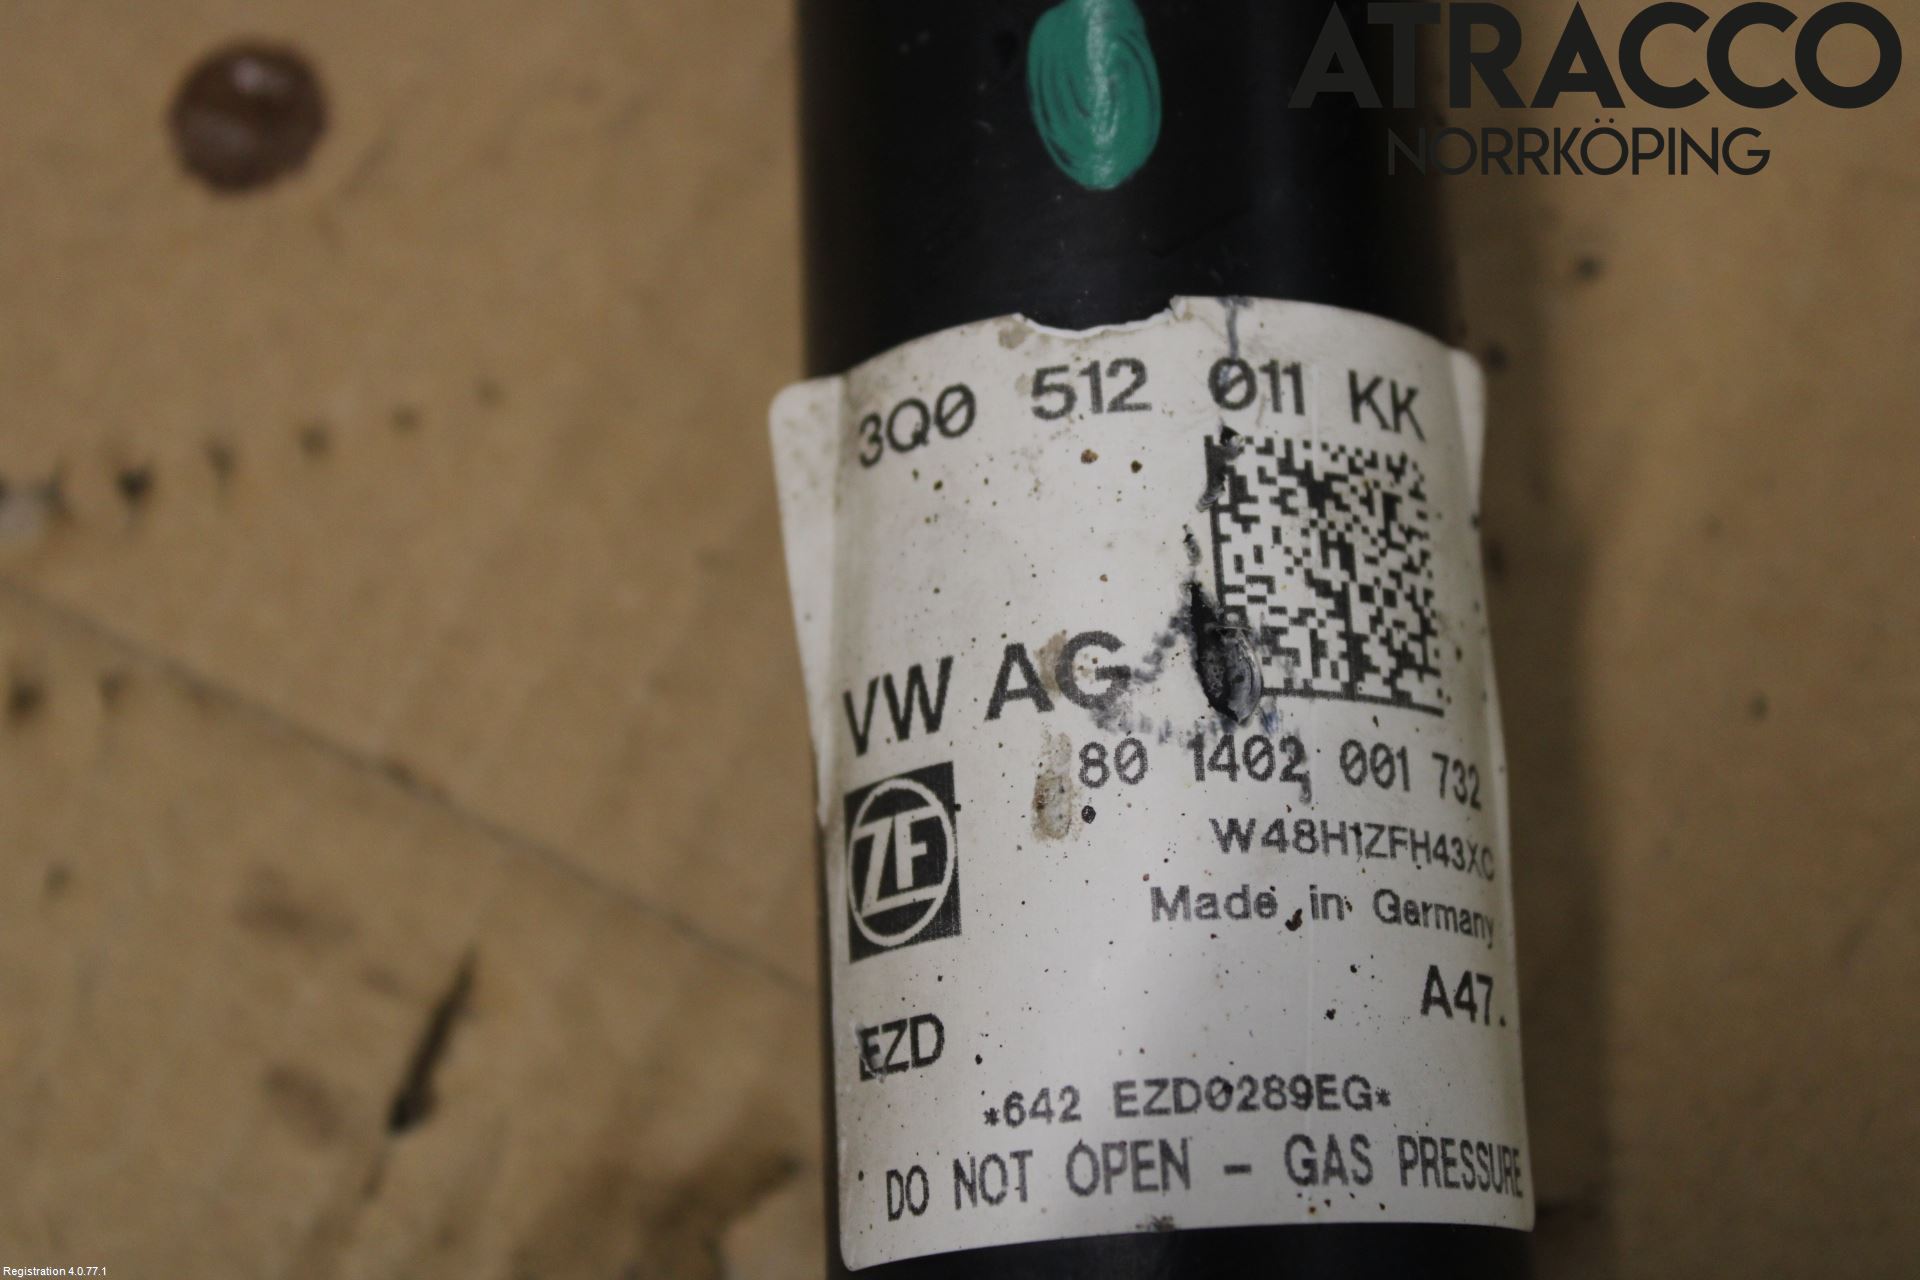 ATRACCO
NORRKÖPING
3Q0 512 011 KK
VW AG
80 1402 001 732
ZF
W48H1ZFH43XC
Made in Germany
A47.
EZD
*642 EZD0289EG*
DO NOT OPEN - GAS PRESSURE
Registration 4.0.77.1